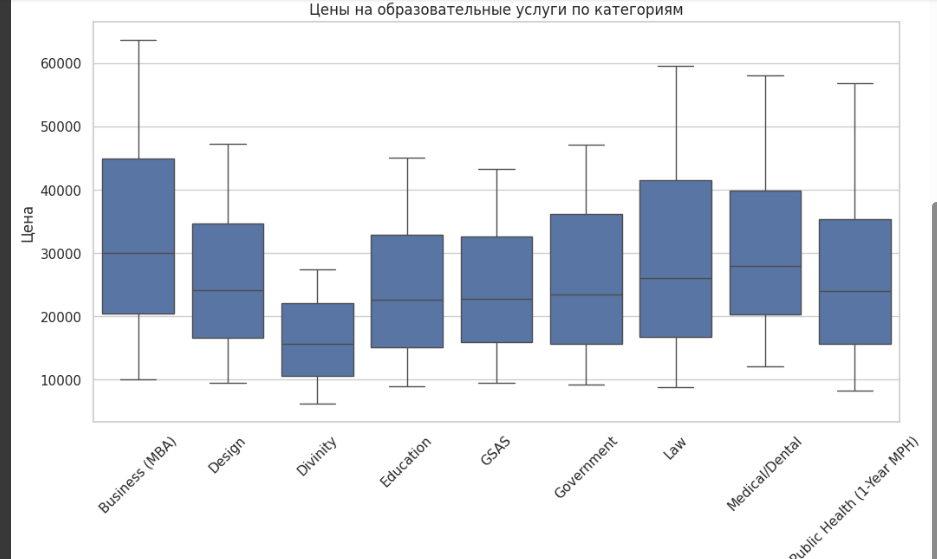 Цены на образовательные услуги по категориям
Цена
60000
50000
40000
30000
20000
10000
Business (MBA)
Design
Divinity
Education
GSAS
Government
Law
Medical/Dental
Public Health (1-Year MPH)